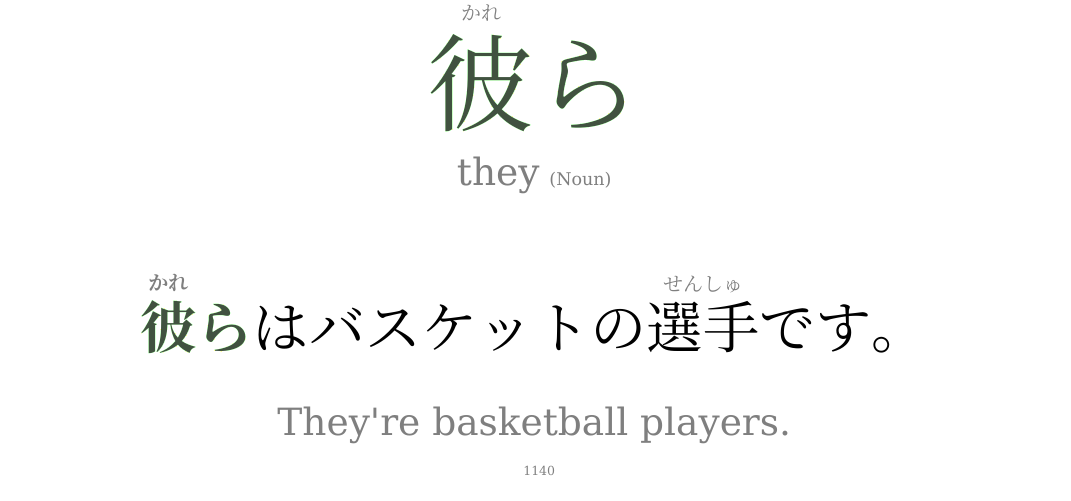 かれ
彼ら
they (Noun)
かれ せんしゅ
彼らはバスケットの選手です。
They're basketball players.
1140